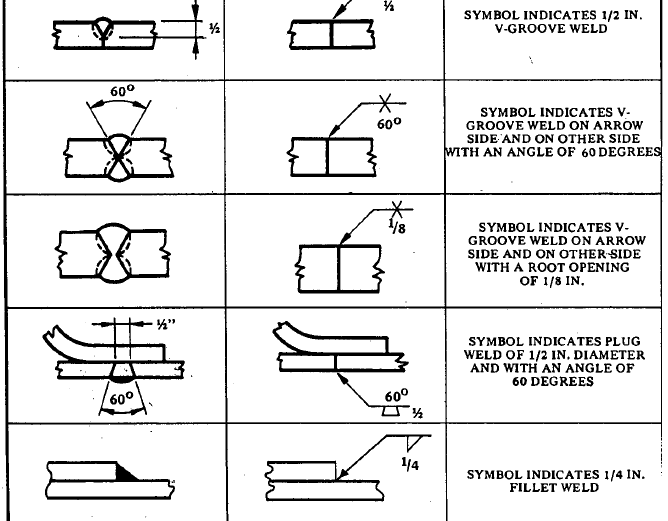 ½
½
SYMBOL INDICATES 1/2 IN.
V-GROOVE WELD
60°
60°
SYMBOL INDICATES V-
GROOVE WELD ON ARROW
SIDE AND ON OTHER SIDE
WITH AN ANGLE OF 60 DEGREES
1/8
SYMBOL INDICATES V-
GROOVE WELD ON ARROW
SIDE AND ON OTHER-SIDE
WITH A ROOT OPENING
OF 1/8 IN.
½"
60°
60°
½
SYMBOL INDICATES PLUG
WELD OF 1/2 IN. DIAMETER
AND WITH AN ANGLE OF
60 DEGREES
1/4
SYMBOL INDICATES 1/4 IN.
FILLET WELD